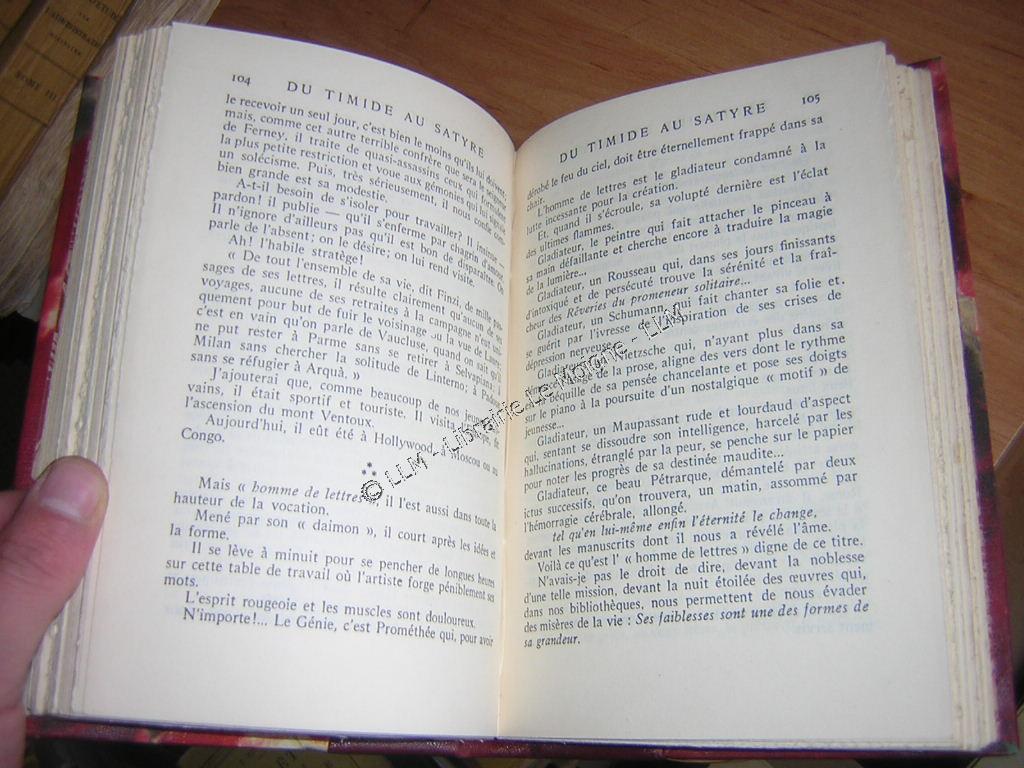 104
DU TIMIDE AU SATYRE
le recevoir un seul jour, c'est bien le moins qu'ils lui doivent,
mais, comme cet autre terrible confrère que sera le seigneur
de Ferney, il traite de quasi-assassins ceux qui formulent
la plus petite restriction et voue aux gémonies qui lui signale
un solécisme. Puis, très sérieusement, il nous confie com-
bien grande est sa modestie.
A-t-il besoin de s'isoler pour travailler? Il insinue —
pardon! il publie — qu'il s'enferme par chagrin d'amour
Il n'ignore d'ailleurs pas qu'il est bon de disparaître. On
parle de l'absent; on le désire; on lui rend visite.
Ah! l'habile stratège!
« De tout l'ensemble de sa vie, dit Finzi, de mille pas-
sages de ses lettres, il résulte clairement qu'aucun de ses
voyages, aucune de ses retraites à la campagne n'eut uni-
quement pour but de fuir le voisinage ou la vue de Laure;
c'est en vain qu'on parle de Vaucluse, quand on sait qu'il
ne put rester à Parme sans se retirer à Selvapiana, à
Milan sans chercher la solitude de Linterno; à Padoue
sans se réfugier à Arquà. »
J'ajouterai que, comme beaucoup de nos jeunes écri-
vains, il était sportif et touriste. Il visita l'Europe, fit
l'ascension du mont Ventoux.
Aujourd'hui, il eût été à Hollywood, Moscou ou au
Congo.
Mais « homme de lettres », il l'est aussi dans toute la
hauteur de la vocation.
Mené par son « daimon », il court après les idées et
la forme.
Il se lève à minuit pour se pencher de longues heures
sur cette table de travail où l'artiste forge péniblement ses
mots.
L'esprit rougeoie et les muscles sont douloureux.
N'importe!... Le Génie, c'est Prométhée qui, pour avoir
DU TIMIDE AU SATYRE
105
dérobé le feu du ciel, doit être éternellement frappé dans sa
chair.
L'homme de lettres est le gladiateur condamné à la
lutte incessante pour la création.
Et, quand il s'écroule, sa volupté dernière est l'éclat
des ultimes flammes.
Gladiateur, le peintre qui fait attacher le pinceau à
sa main défaillante et cherche encore à traduire la magie
de la lumière...
Gladiateur, un Rousseau qui, dans ses jours finissants
d'intoxiqué et de persécuté trouve la sérénité et la fraî-
cheur des Rêveries du promeneur solitaire...
Gladiateur, un Schumann, qui fait chanter sa folie et
se guérit par l'ivresse de l'inspiration de ses crises de
dépression nerveuse...
Gladiateur, un Nietzsche qui, n'ayant plus dans sa
démence l'usage de la prose, aligne des vers dont le rythme
est la béquille de sa pensée chancelante et pose ses doigts
sur le piano à la poursuite d'un nostalgique « motif » de
jeunesse...
Gladiateur, un Maupassant rude et lourdaud d'aspect
qui, sentant se dissoudre son intelligence, harcelé par les
hallucinations, étranglé par la peur, se penche sur le papier
pour noter les progrès de sa destinée maudite...
Gladiateur, ce beau Pétrarque, démantelé par deux
ictus successifs, qu'on trouvera, un matin, assommé par
l'hémorragie cérébrale, allongé.
tel qu'en lui-même enfin l'éternité le change,
devant les manuscrits dont il nous a révélé l'âme.
Voilà ce qu'est l' « homme de lettres » digne de ce titre.
N'avais-je pas le droit de dire, devant la noblesse
d'une telle mission, devant la nuit étoilée des œuvres qui,
dans nos bibliothèques, nous permettent de nous évader
des misères de la vie : Ses faiblesses sont une des formes de
sa grandeur.
© LLM - Librairie Le Moigne - LLM
TOME III